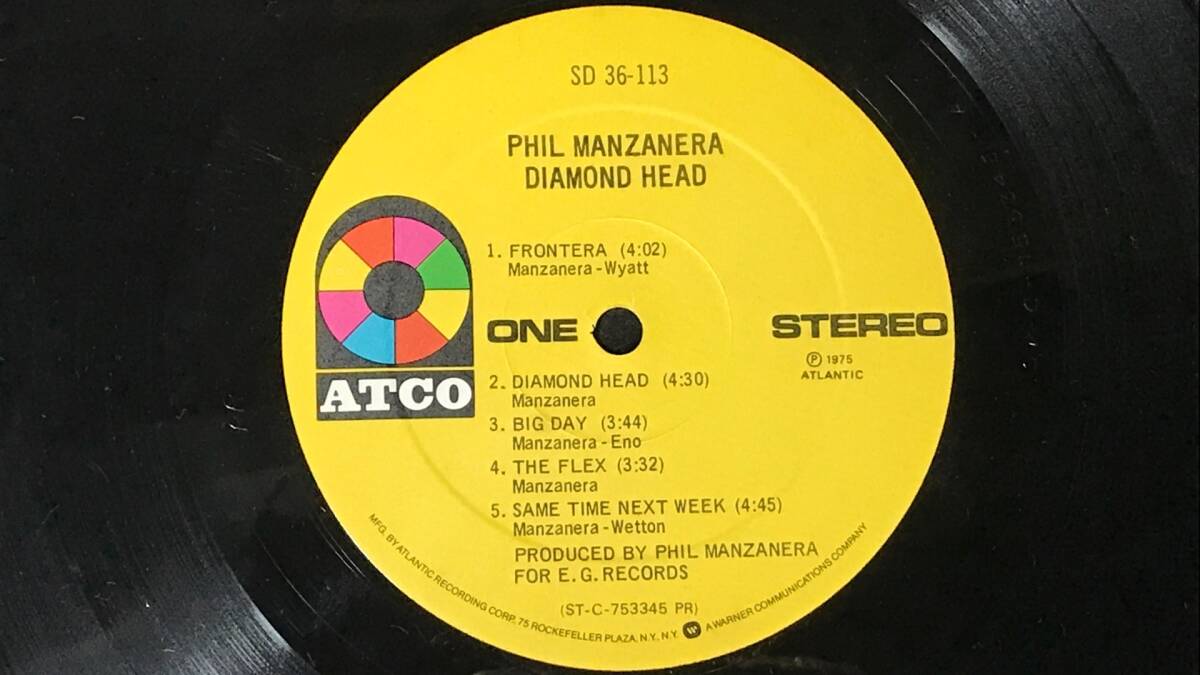 SD 36-113
PHIL MANZANERA
DIAMOND HEAD
1. FRONTERA (4:02)
Manzanera-Wyatt
ATCO
ONE
STEREO
Ⓟ 1975
ATLANTIC
2. DIAMOND HEAD (4:30)
Manzanera
3. BIG DAY (3:44)
Manzanera-Eno
4. THE FLEX (3:32)
Manzanera
5. SAME TIME NEXT WEEK (4:45)
Manzanera-Wetton
PRODUCED BY PHIL MANZANERA
FOR E.G. RECORDS
(ST-C-753345 PR)
MFG. BY ATLANTIC RECORDING CORP. 75 ROCKEFELLER PLAZA, N.Y. N.Y. A WARNER COMMUNICATIONS COMPANY